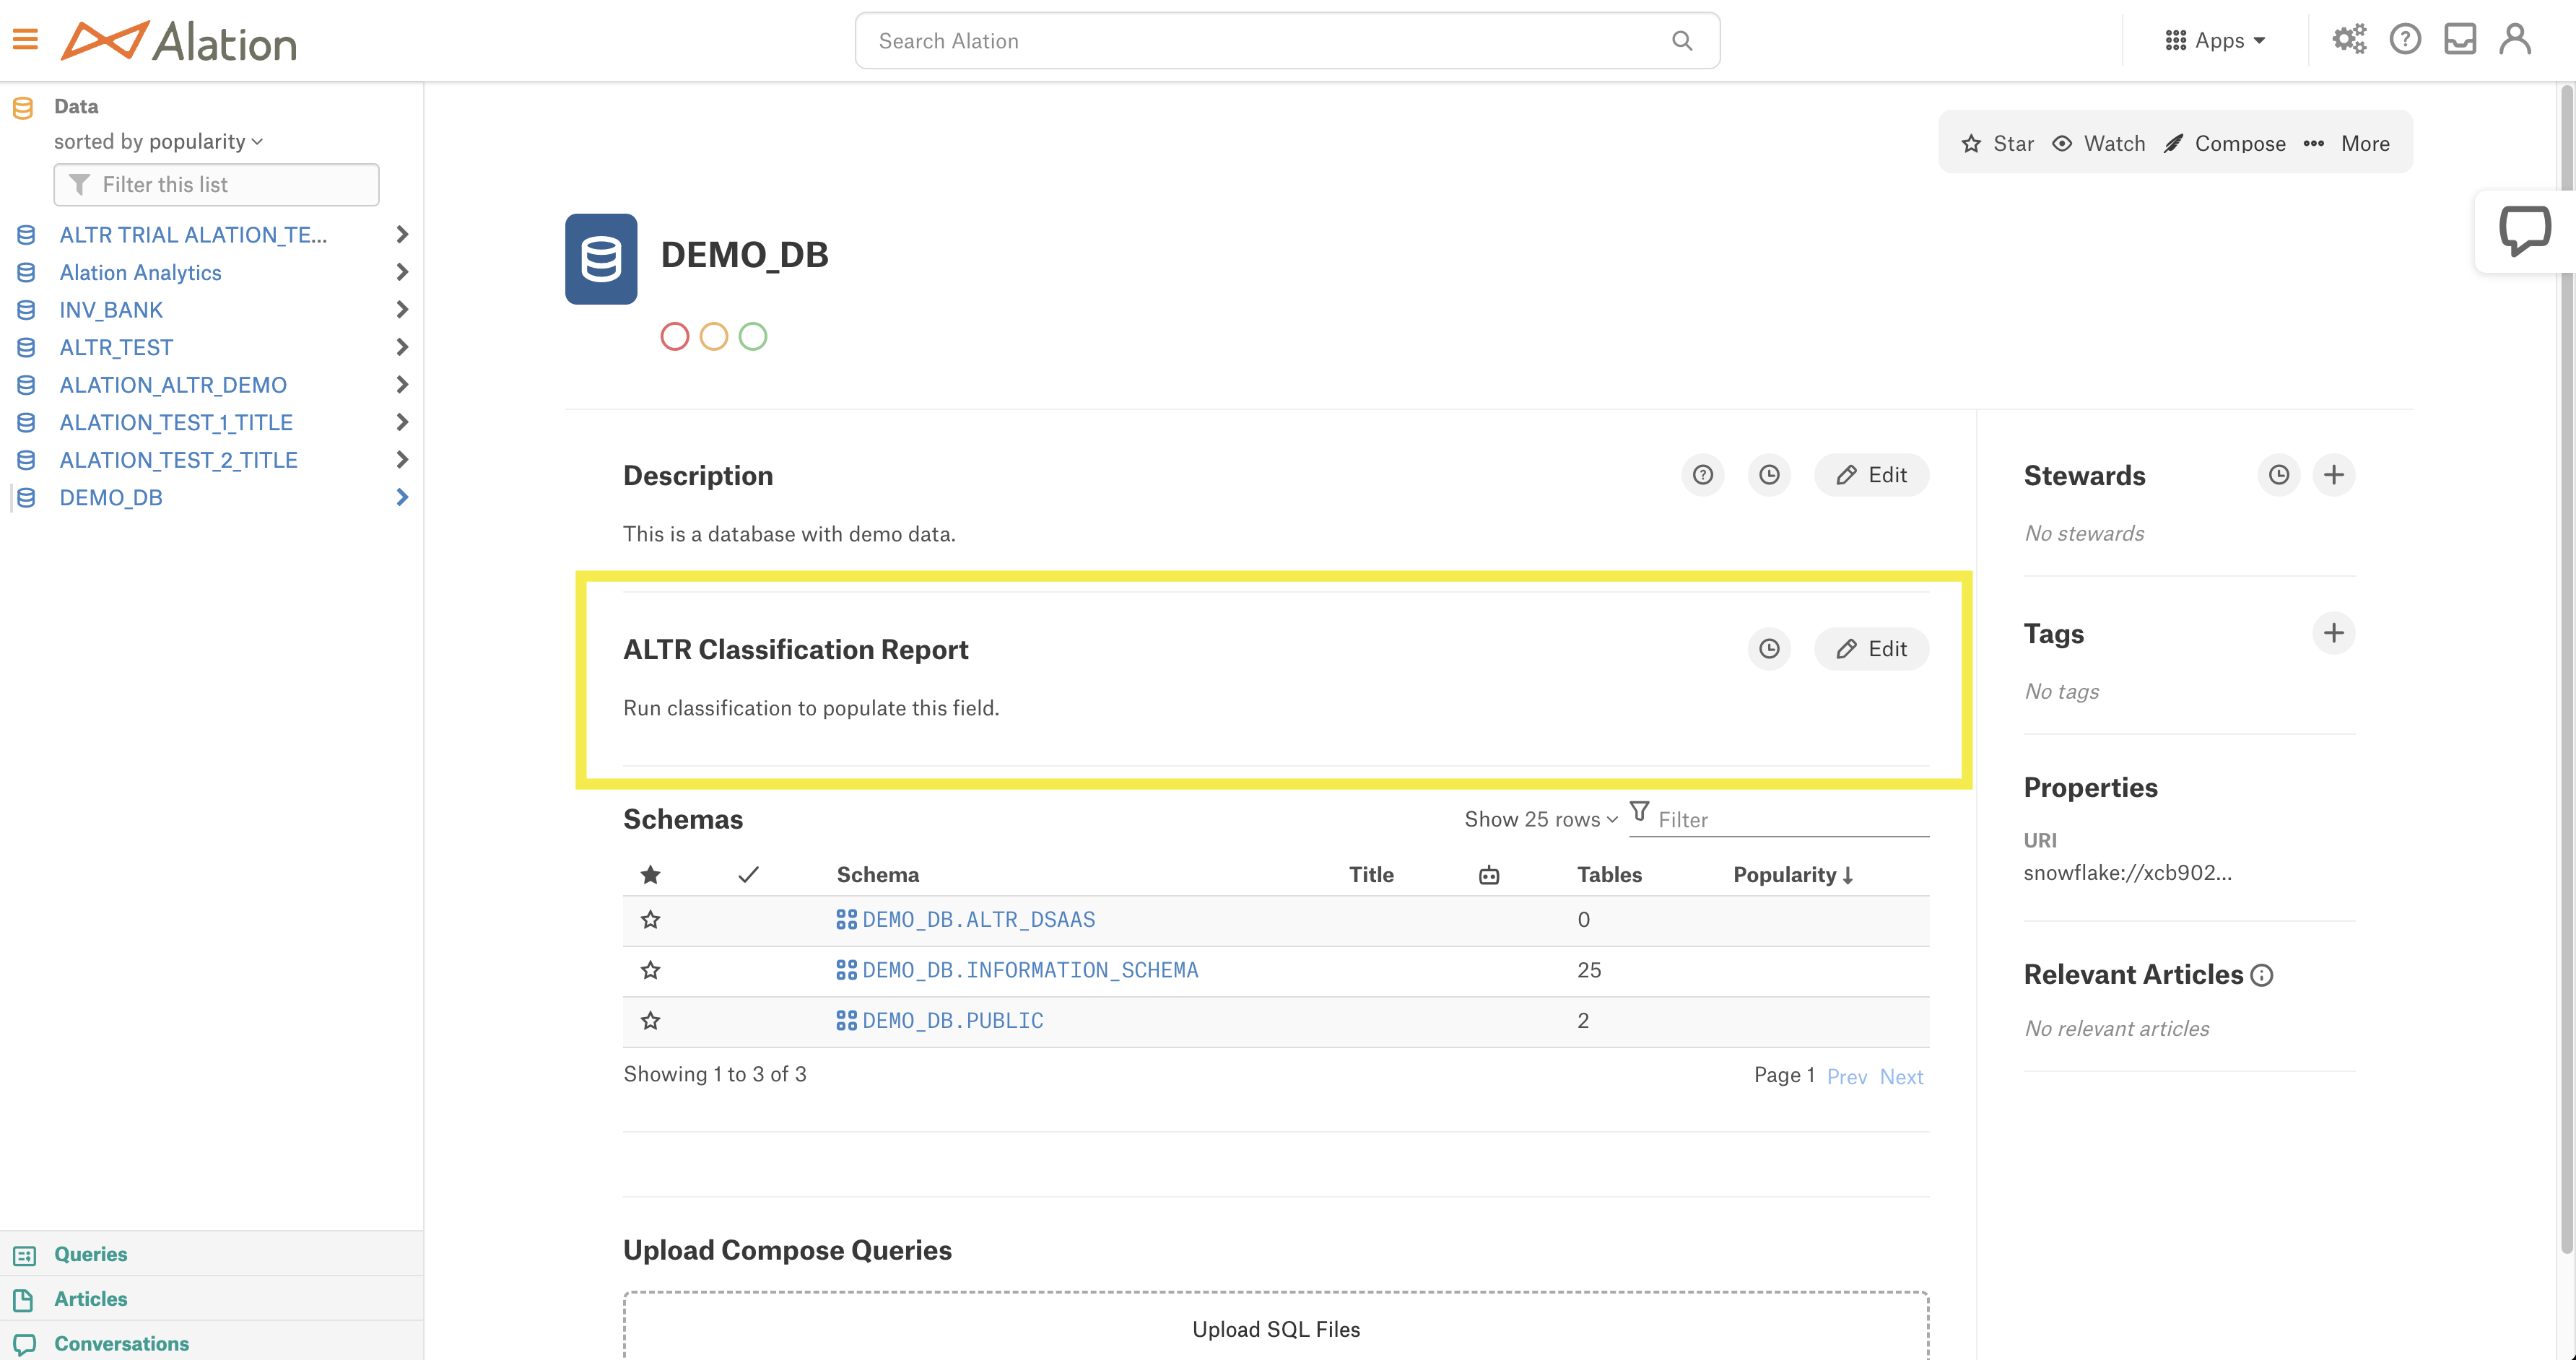 Alation
Search Alation
Apps
Data
sorted by popularity
Filter this list
ALTR TRIAL ALATION_TE...
Alation Analytics
INV_BANK
ALTR_TEST
ALATION_ALTR_DEMO
ALATION_TEST_1_TITLE
ALATION_TEST_2_TITLE
DEMO_DB
Queries
Articles
Conversations
Star Watch Compose More
DEMO_DB
Description
Edit
This is a database with demo data.
ALTR Classification Report
Edit
Run classification to populate this field.
Schemas
Show 25 rows
Filter
Schema Title Tables Popularity
DEMO_DB.ALTR_DSAAS 0
DEMO_DB.INFORMATION_SCHEMA 25
DEMO_DB.PUBLIC 2
Showing 1 to 3 of 3
Page 1 Prev Next
Upload Compose Queries
Upload SQL Files
Stewards
No stewards
Tags
No tags
Properties
URI
snowflake://xcb902...
Relevant Articles
No relevant articles